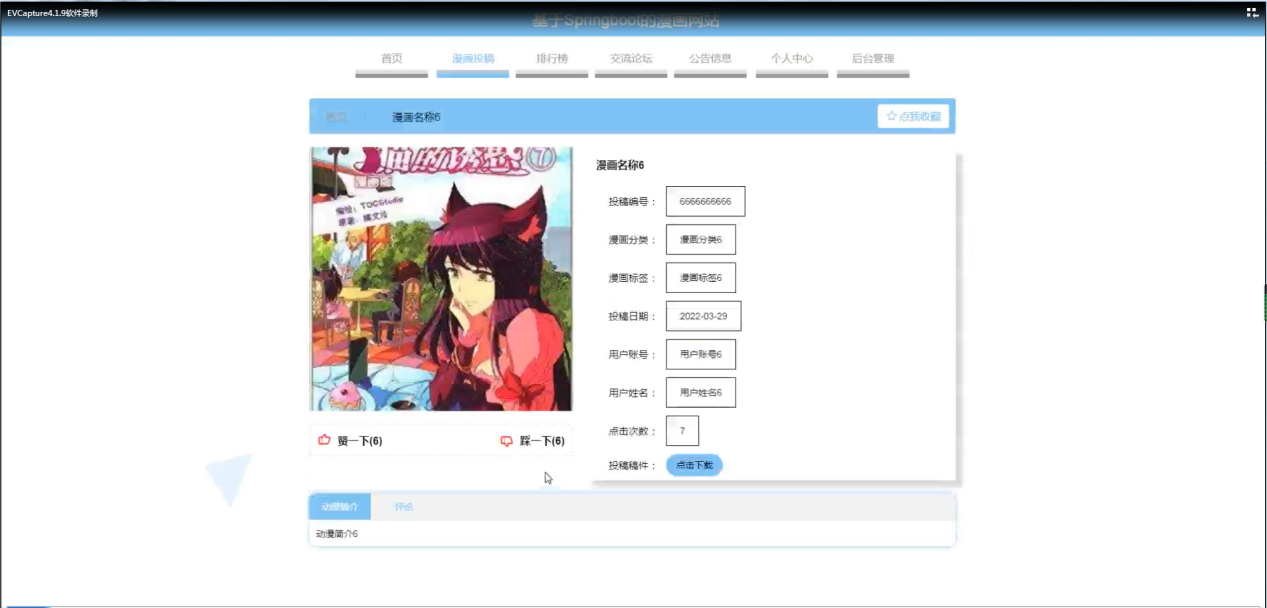 EVCapture4.1.9软件录制
基于Springboot的漫画网站
首页 漫画投稿 排行榜 交流论坛 公告信息 个人中心 后台管理
首页 漫画名称6 ☆点我收藏
的诱惑⑦
编绘：TDCStudio
漫画名称6
投稿编号： 6666666666
漫画分类： 漫画分类6
漫画标签： 漫画标签6
投稿日期： 2022-03-29
用户账号： 用户账号6
用户姓名： 用户姓名6
点击次数： 7
投稿稿件： 点击下载
赞一下(6) 踩一下(6)
动漫简介 评论
动漫简介6